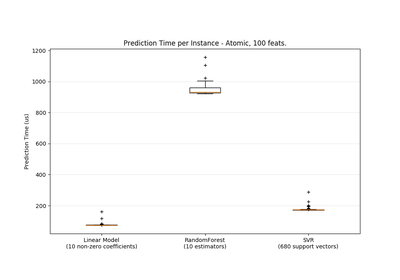 Prediction Time per Instance - Atomic, 100 feats.
1200
1000
800
600
400
200
Prediction Time (us)
Linear Model
(10 non-zero coefficients)
RandomForest
(10 estimators)
SVR
(680 support vectors)